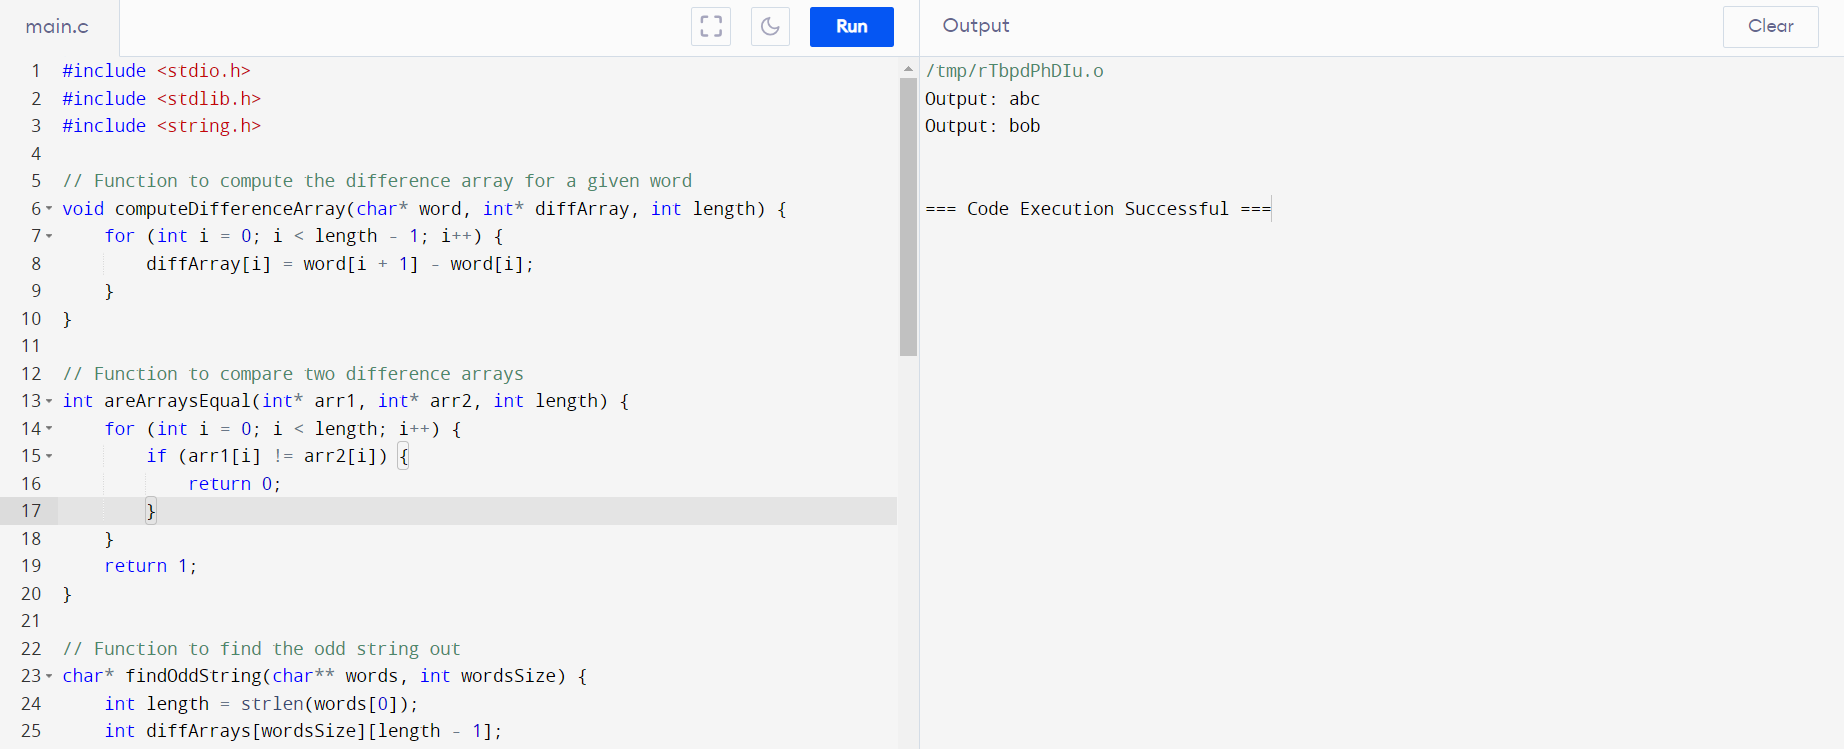 main.c
Run
Output
Clear
1 #include <stdio.h>
2 #include <stdlib.h>
3 #include <string.h>
4
5 // Function to compute the difference array for a given word
6 void computeDifferenceArray(char* word, int* diffArray, int length) {
7     for (int i = 0; i < length - 1; i++) {
8         diffArray[i] = word[i + 1] - word[i];
9     }
10 }
11
12 // Function to compare two difference arrays
13 int areArraysEqual(int* arr1, int* arr2, int length) {
14     for (int i = 0; i < length; i++) {
15         if (arr1[i] != arr2[i]) {
16             return 0;
17         }
18     }
19     return 1;
20 }
21
22 // Function to find the odd string out
23 char* findOddString(char** words, int wordsSize) {
24     int length = strlen(words[0]);
25     int diffArrays[wordsSize][length - 1];
/tmp/rTbpdPhDIu.o
Output: abc
Output: bob
=== Code Execution Successful ===